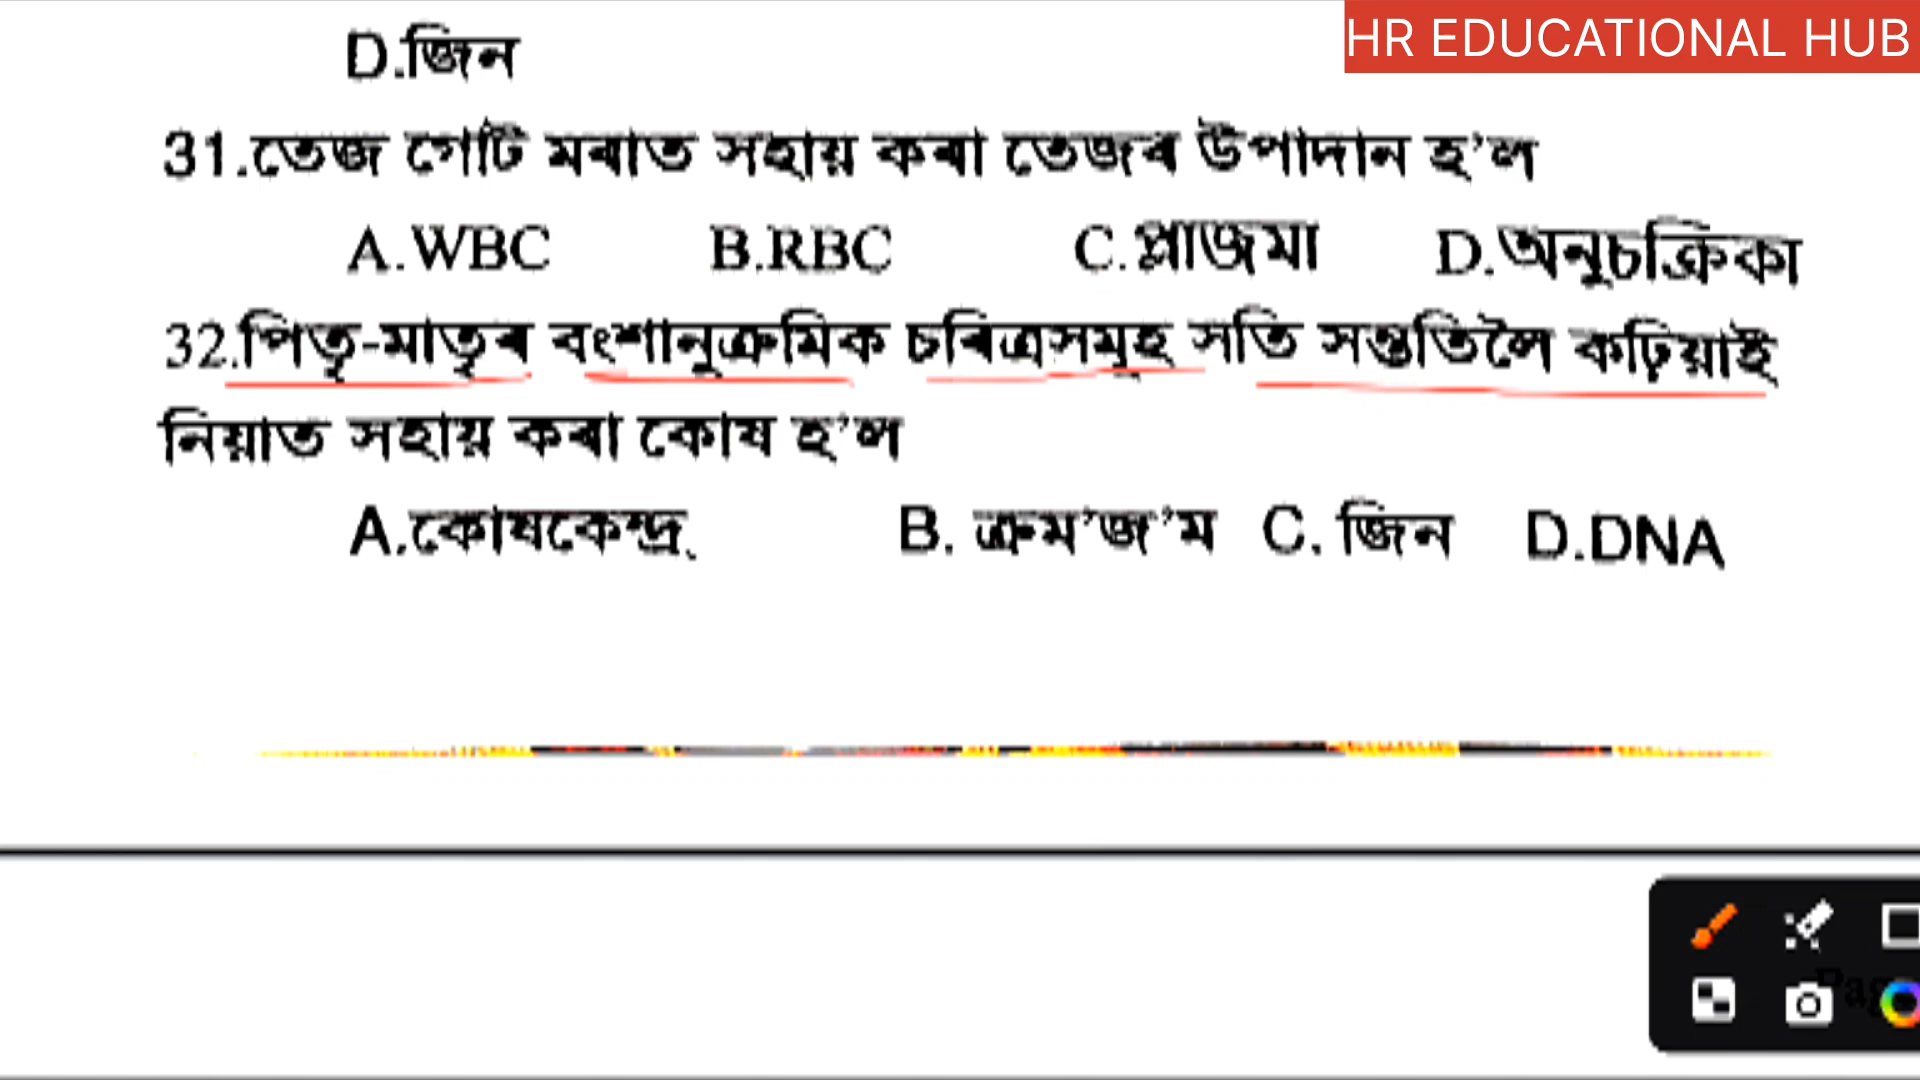 HR EDUCATIONAL HUB
D.জিন
31.তেজ গোট মৰাত সহায় কৰা তেজৰ উপাদান হ'ল
A.WBC B.RBC C.প্লাজমা D.অনুচক্রিকা
32.পিতৃ-মাতৃৰ বংশানুক্রমিক চৰিত্রসমূহ সতি সন্ততিলৈ কঢ়িয়াই
নিয়াত সহায় কৰা কোষ হ'ল
A.কোষকেন্দ্র. B. ক্রম'জ'ম C. জিন D.DNA